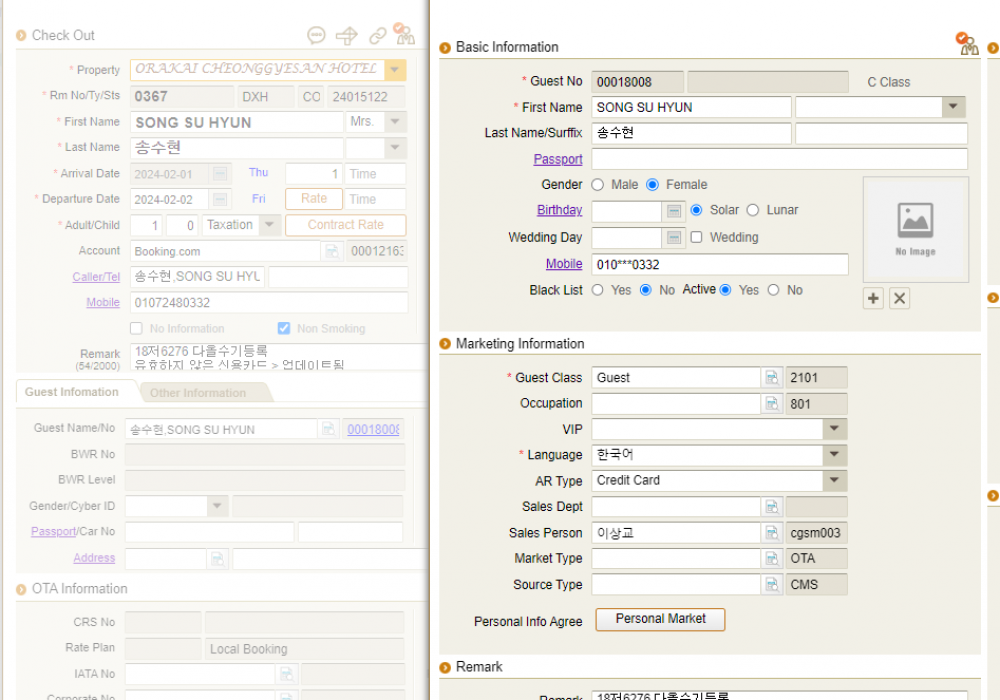 Check Out
* Property ORAKAI CHEONGGYESAN HOTEL
* Rm No/Ty/Sts 0367 DXH CO 24015122
* First Name SONG SU HYUN Mrs.
* Last Name 송수현
* Arrival Date 2024-02-01 Thu 1 Time
* Departure Date 2024-02-02 Fri Rate Time
* Adult/Child 1 0 Taxation Contract Rate
Account Booking.com 00012163
Caller/Tel 송수현,SONG SU HYU
Mobile 01072480332
No Information Non Smoking
Remark 18저6276 다올수기등록
(54/2000) 유효하지 않은 신용카드 > 업데이트됨
Guest Infomation Other Information
Guest Name/No 송수현,SONG SU HYUN 00018008
BWR No
BWR Level
Gender/Cyber ID
Passport/Car No
Address
OTA Information
CRS No
Rate Plan Local Booking
IATA No
Corporate No
Basic Information
* Guest No 00018008 C Class
* First Name SONG SU HYUN
Last Name/Surffix 송수현
Passport
Gender Male Female
Birthday Solar Lunar
Wedding Day Wedding
Mobile 010***0332
Black List Yes No Active Yes No
No Image
Marketing Information
* Guest Class Guest 2101
Occupation 801
VIP
* Language 한국어
AR Type Credit Card
Sales Dept
Sales Person 이상교 cgsm003
Market Type OTA
Source Type CMS
Personal Info Agree Personal Market
Remark
Remark 18저6276 다올수기등록